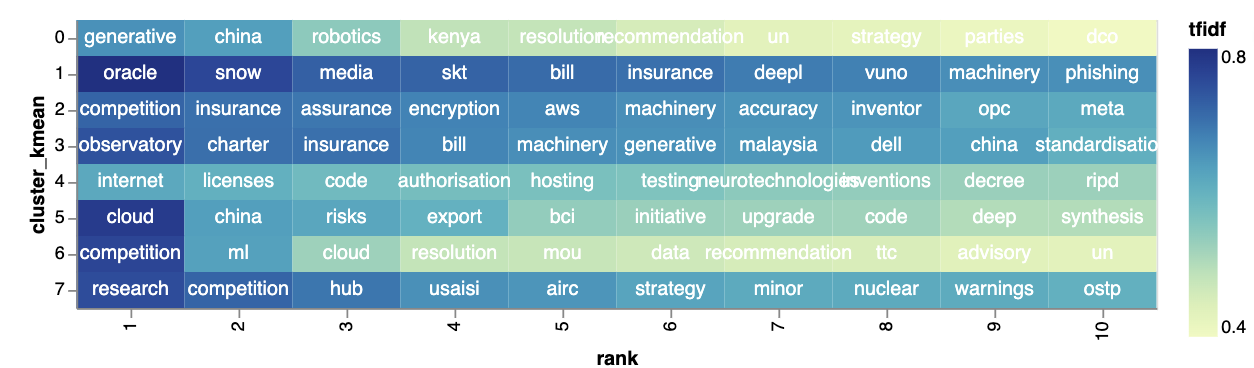 tfidf
0 generative china robotics kenya resolution recommendation un strategy parties dco
0.8
1 oracle snow media skt bill insurance deepl vuno machinery phishing
2 competition insurance assurance encryption aws machinery accuracy inventor opc meta
3 observatory charter insurance bill machinery generative malaysia dell china standardisatio
4 internet licenses code authorisation hosting testing neurotechnologies inventions decree ripd
5 cloud china risks export bci initiative upgrade code deep synthesis
6 competition ml cloud resolution mou data recommendation ttc advisory un
7 research competition hub usaisi airc strategy minor nuclear warnings ostp
0.4
cluster_kmean
1 2 3 4 5 6 7 8 9 10
rank